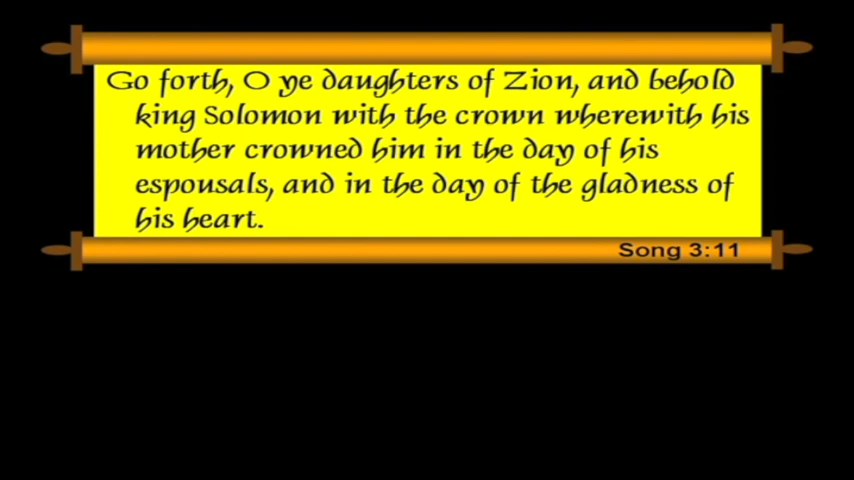 Go forth, O ye daughters of Zion, and behold
king Solomon with the crown wherewith his
mother crowned him in the day of his
espousals, and in the day of the gladness of
his heart.
Song 3:11